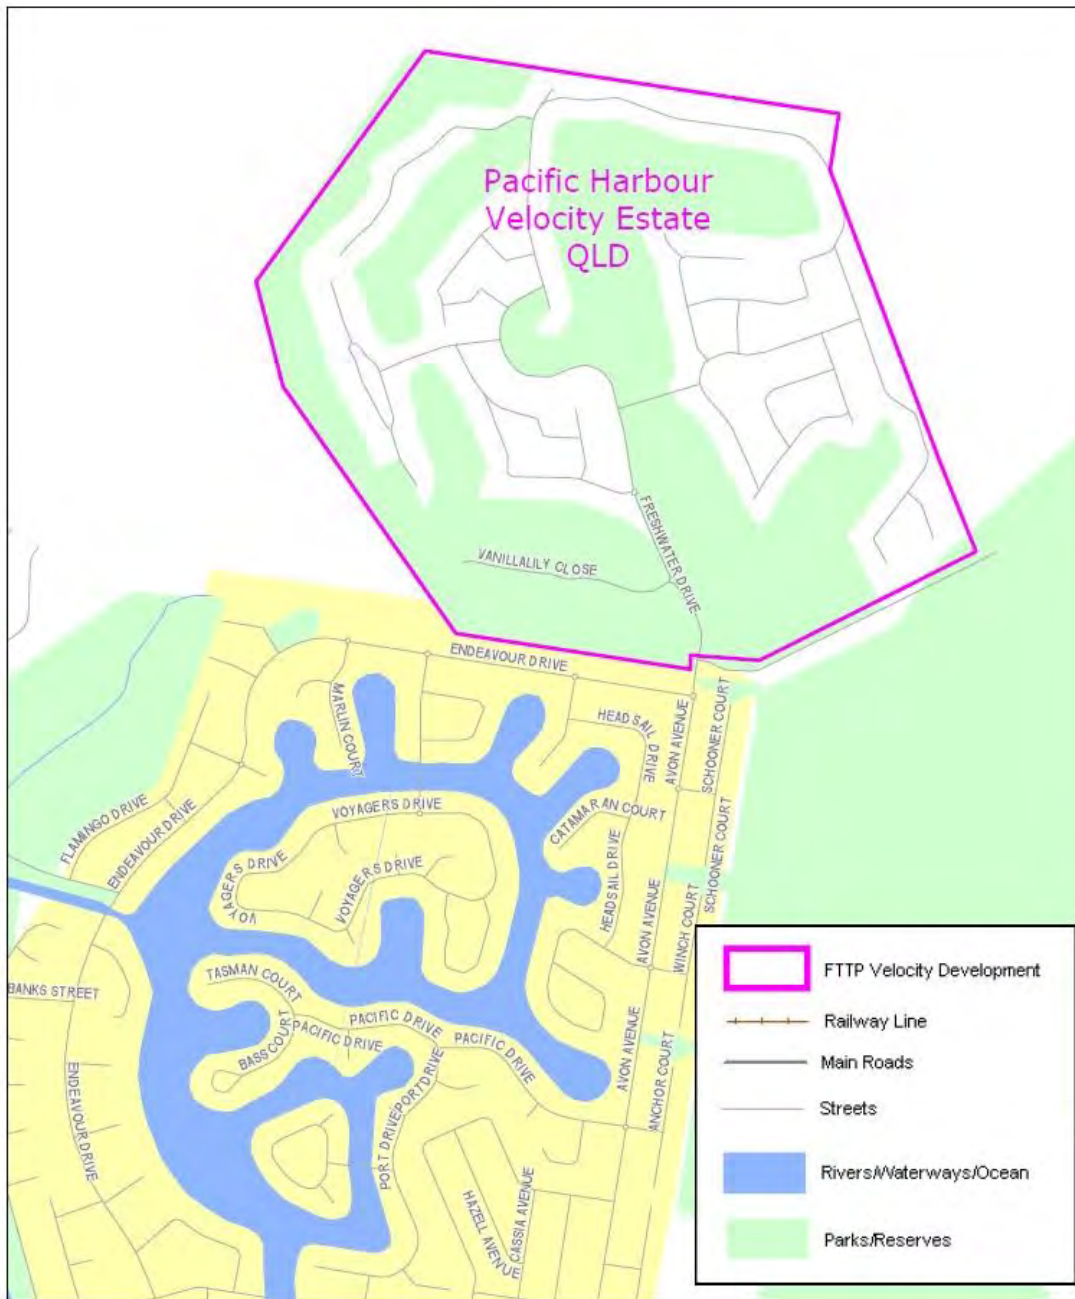 Pacific Harbour
Velocity Estate
QLD
FRESHWATER DRIVE
VANILLALILY CLOSE
ENDEAVOUR DRIVE
MARLIN COURT
HEADSAIL DRIVE
AVON AVENUE
SCHOONER COURT
FLAMINGO DRIVE
ENDEAVOUR DRIVE
VOYAGERS DRIVE
CATAMARAN COURT
VOYAGERS DRIVE
VOYAGERS DRIVE
VOYAG
HEADSAIL DRIVE
AVON AVENUE
SCHOONER COURT
WINCH COURT
BANKS STREET
TASMAN COURT
PACIFIC DRIVE
PACIFIC DRIVE
PACIFIC DRIVE
BASS COURT
PORT DRIVE
PORT DRIVE
ENDEAVOUR DRIVE
AVON AVENUE
ANCHOR COURT
HAZELL AVENUE
CASSIA AVENUE
FTTP Velocity Development
Railway Line
Main Roads
Streets
Rivers/Waterways/Ocean
Parks/Reserves